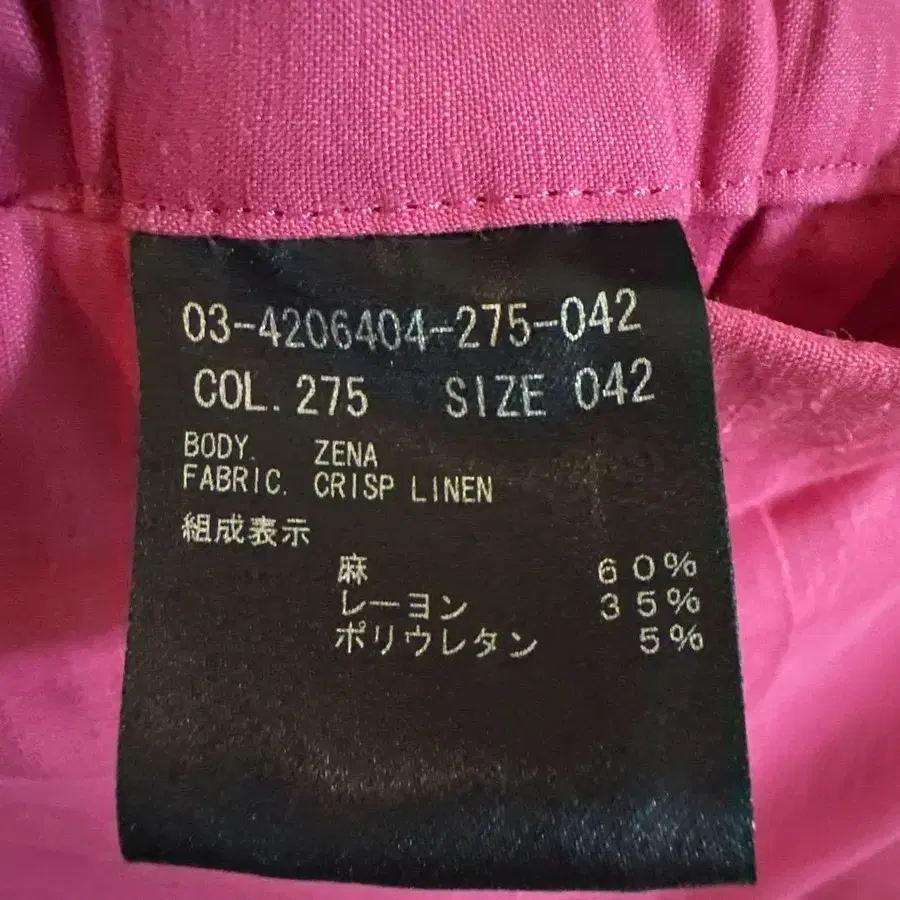 03-4206404-275-042
COL. 275 SIZE 042
BODY. ZENA
FABRIC. CRISP LINEN
組成表示
麻 60%
レーヨン 35%
ポリウレタン 5%